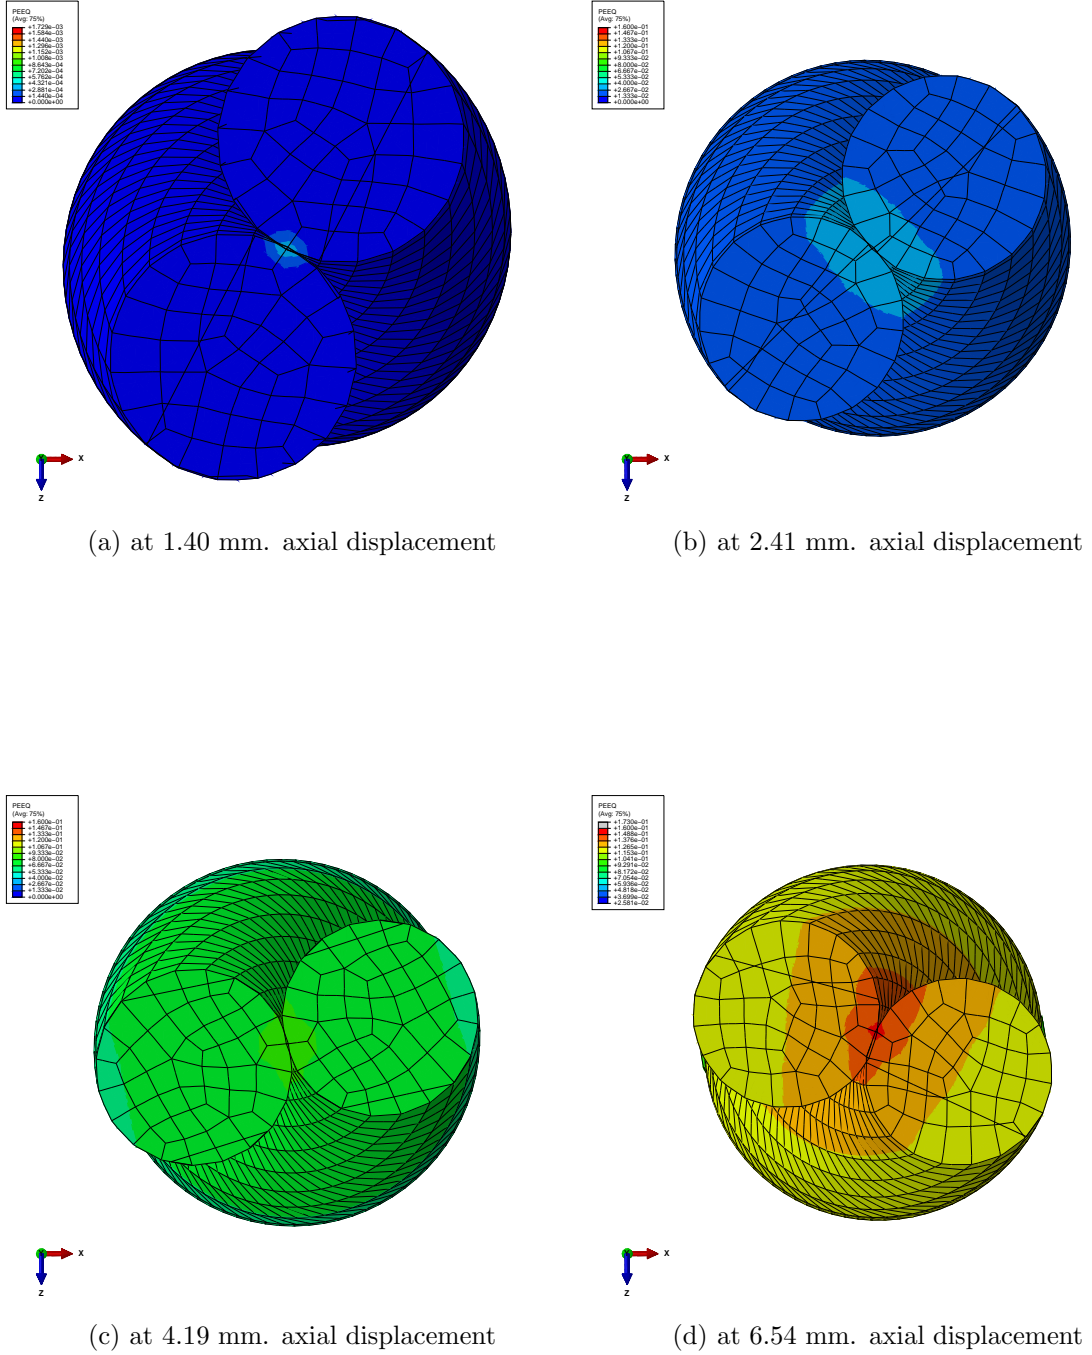 PEEQ
(Avg: 75%)
+1.729e−03
+1.584e−03
+1.440e−03
+1.296e−03
+1.152e−03
+1.008e−03
+8.643e−04
+7.202e−04
+5.762e−04
+4.321e−04
+2.881e−04
+1.440e−04
+0.000e+00
X
Z
(a) at 1.40 mm. axial displacement
PEEQ
(Avg: 75%)
+1.600e−01
+1.467e−01
+1.333e−01
+1.200e−01
+1.067e−01
+9.333e−02
+8.000e−02
+6.667e−02
+5.333e−02
+4.000e−02
+2.667e−02
+1.333e−02
+0.000e+00
X
Z
(b) at 2.41 mm. axial displacement
PEEQ
(Avg: 75%)
+1.600e−01
+1.467e−01
+1.333e−01
+1.200e−01
+1.067e−01
+9.333e−02
+8.000e−02
+6.667e−02
+5.333e−02
+4.000e−02
+2.667e−02
+1.333e−02
+0.000e+00
X
Z
(c) at 4.19 mm. axial displacement
PEEQ
(Avg: 75%)
+1.730e−01
+1.600e−01
+1.488e−01
+1.376e−01
+1.265e−01
+1.153e−01
+1.041e−01
+9.291e−02
+8.172e−02
+7.054e−02
+5.936e−02
+4.818e−02
+3.699e−02
+2.581e−02
X
Z
(d) at 6.54 mm. axial displacement